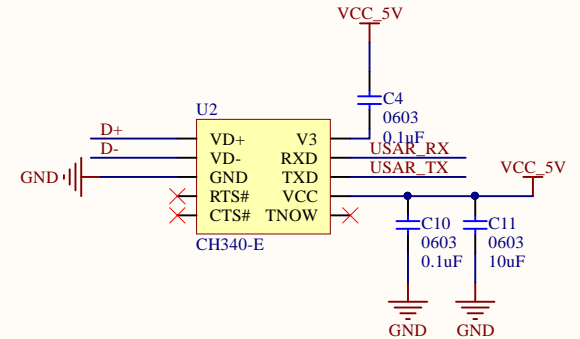 VCC_5V
C4
0603
0.1uF
U2
D+
D-
GND
VD+
VD-
GND
RTS#
CTS#
V3
RXD
TXD
VCC
TNOW
CH340-E
USAR_RX
USAR_TX
VCC_5V
C10
0603
0.1uF
C11
0603
10uF
GND
GND